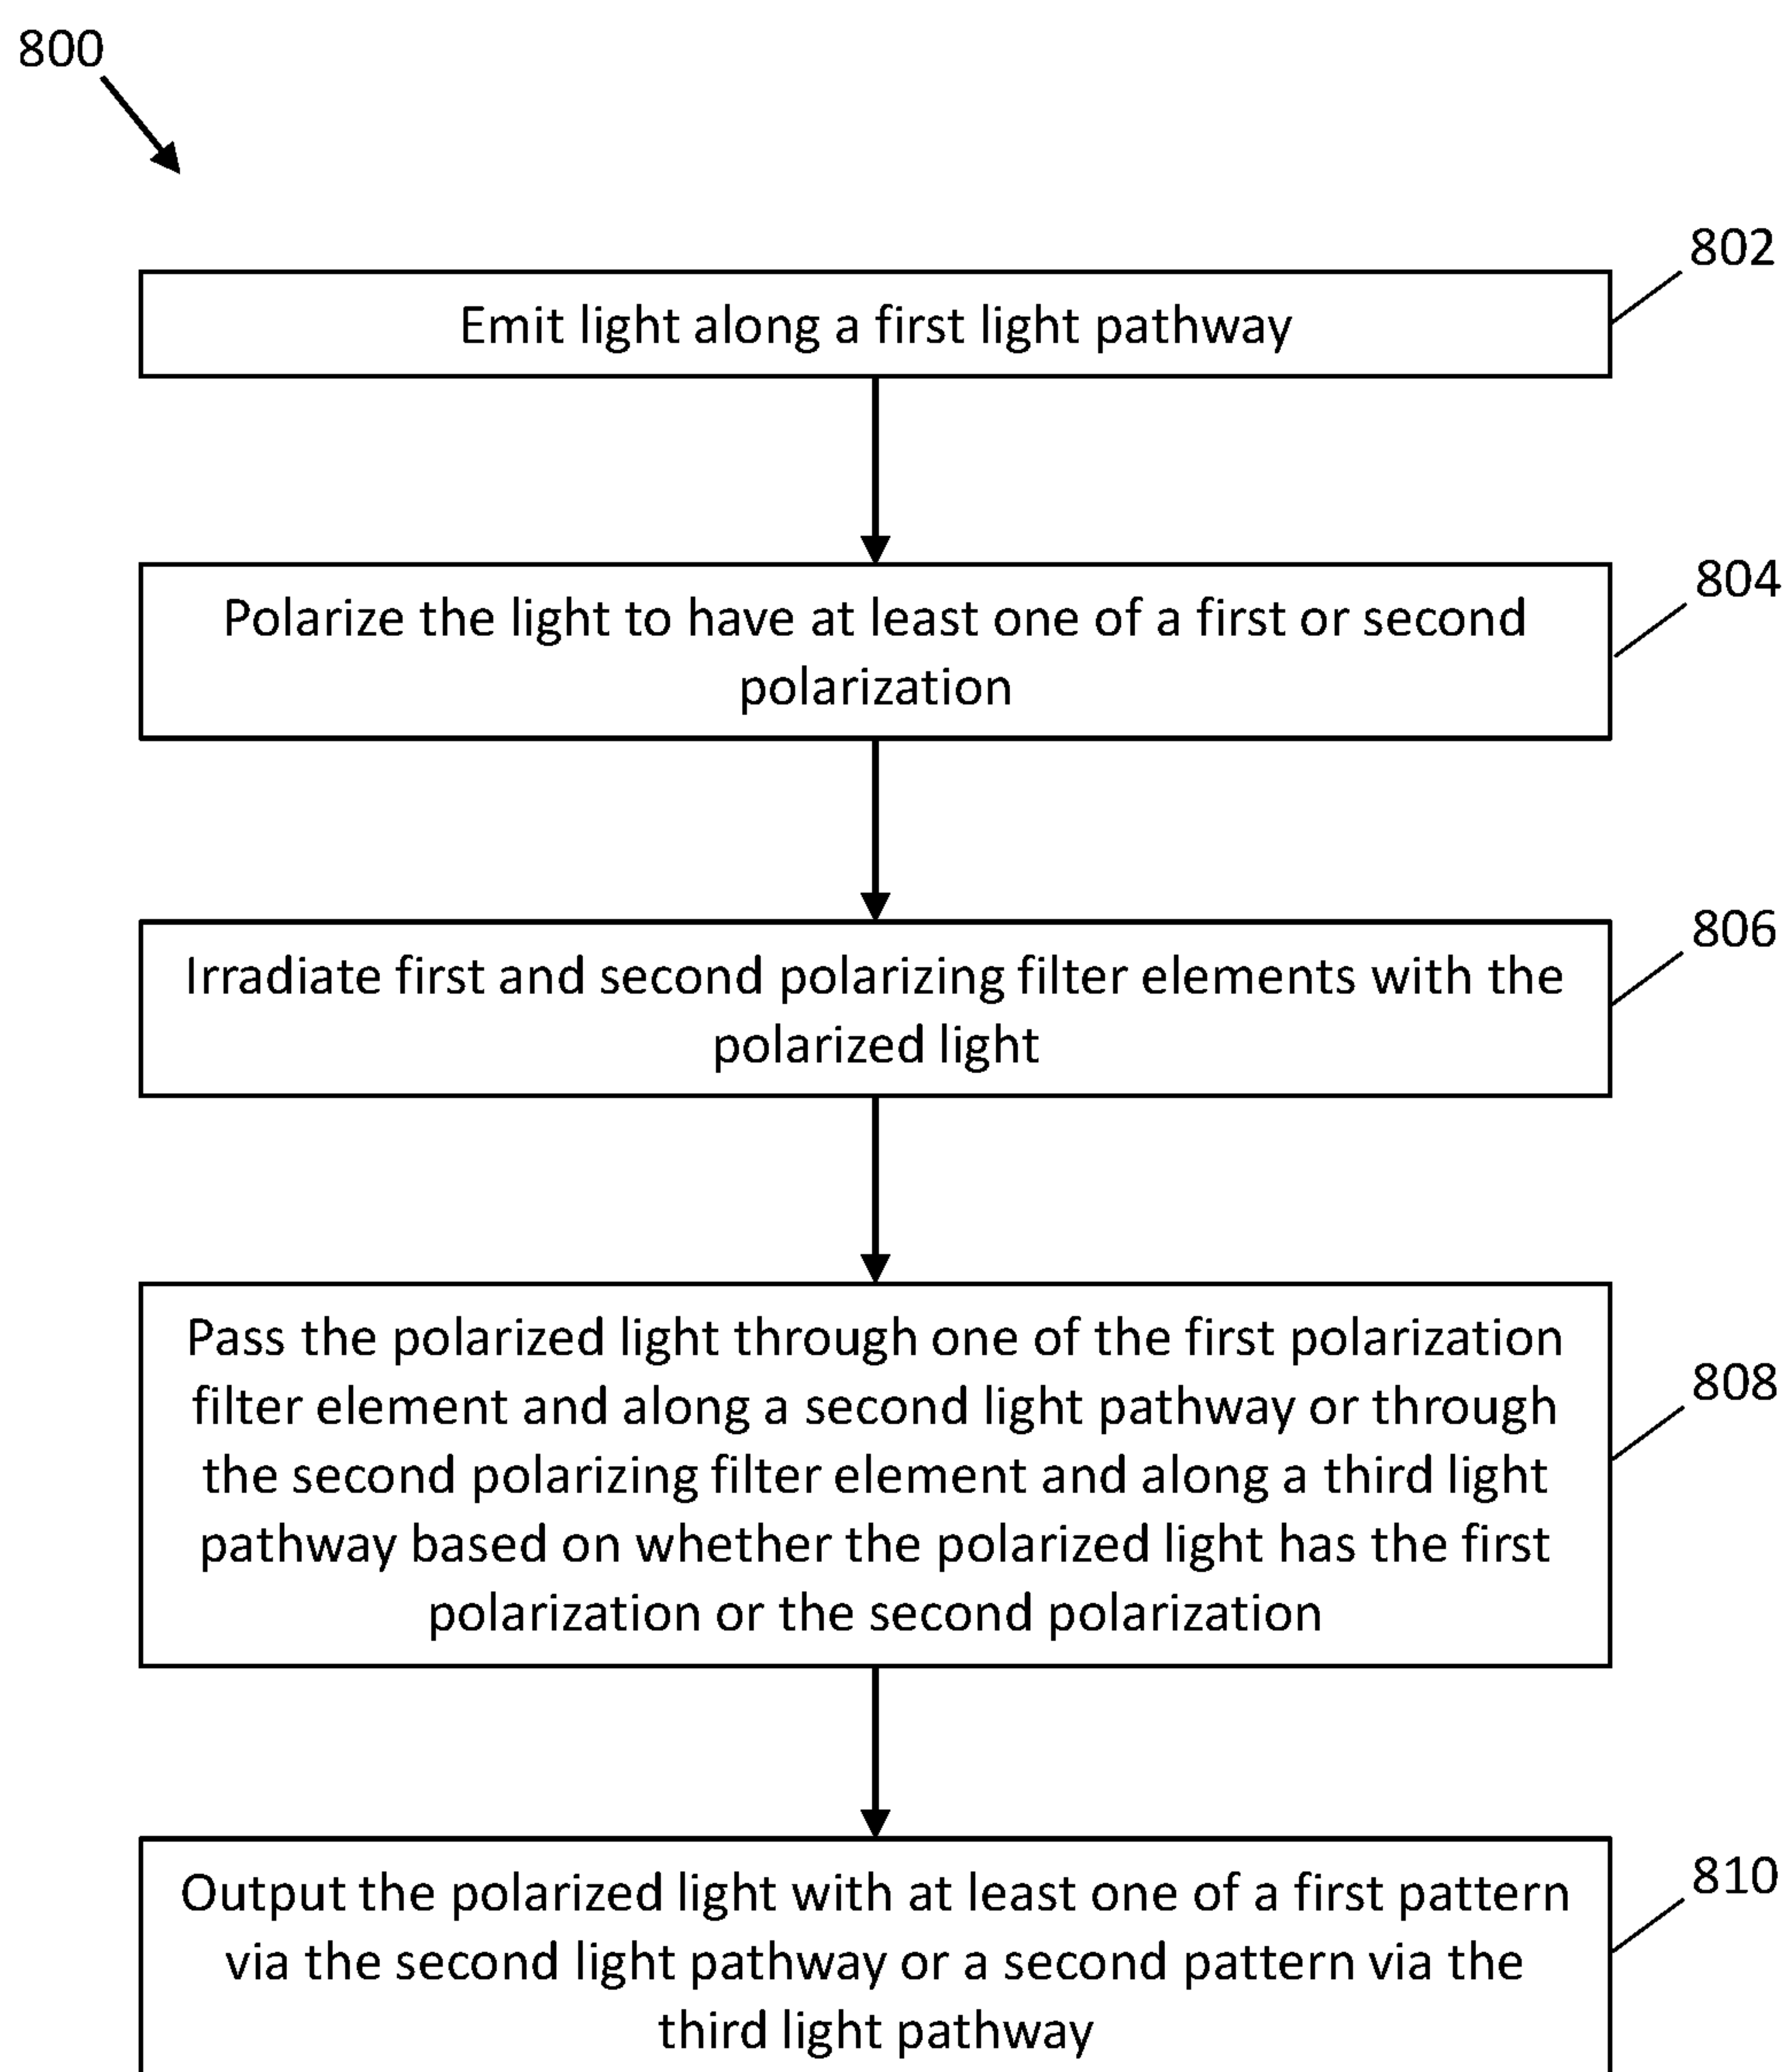 800
802
Emit light along a first light pathway
804
Polarize the light to have at least one of a first or second
polarization
806
Irradiate first and second polarizing filter elements with the
polarized light
Pass the polarized light through one of the first polarization
808
filter element and along a second light pathway or through
the second polarizing filter element and along a third light
pathway based on whether the polarized light has the first
polarization or the second polarization
810
Output the polarized light with at least one of a first pattern
via the second light pathway or a second pattern via the
third light pathway